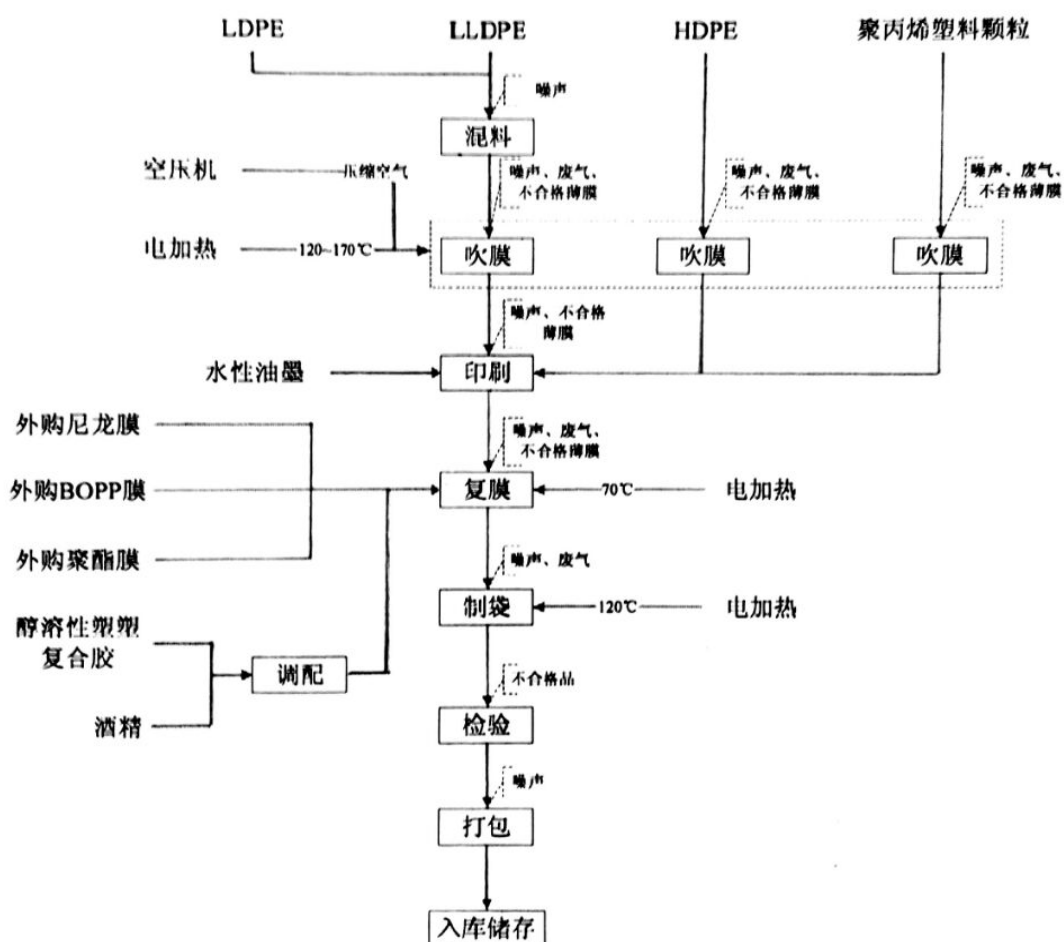 LDPE
LLDPE
HDPE
聚丙烯塑料颗粒
噪声
混料
空压机
压缩空气
噪声、废气、
不合格薄膜
噪声、废气、
不合格薄膜
噪声、废气、
不合格薄膜
电加热
120~170℃
吹膜
吹膜
吹膜
噪声、不合格
薄膜
水性油墨
印刷
外购尼龙膜
噪声、废气、
不合格薄膜
外购BOPP膜
复膜
70℃
电加热
外购聚酯膜
噪声、废气
制袋
120℃
电加热
醇溶性塑塑
复合胶
调配
不合格品
酒精
检验
噪声
打包
入库储存